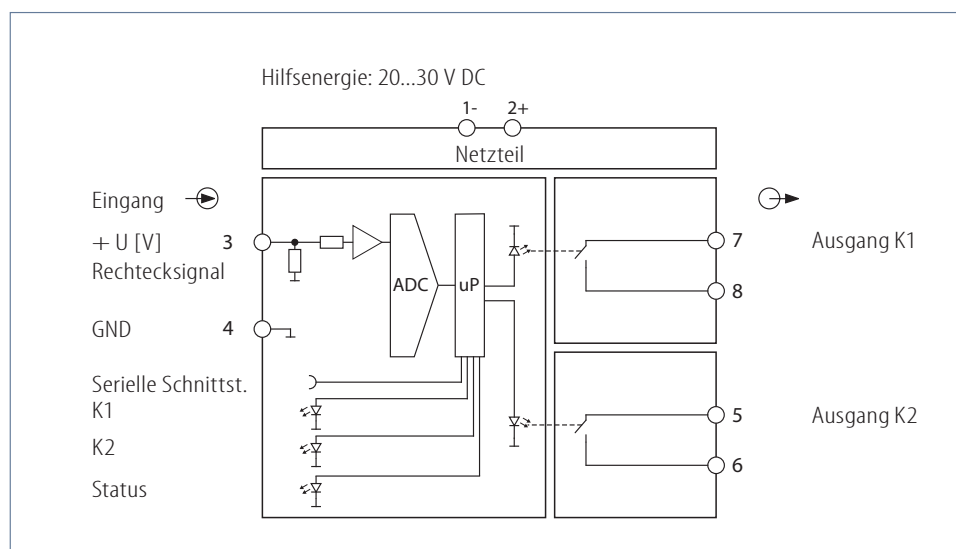 Hilfsenergie: 20...30 V DC
1- 2+
Netzteil
Eingang
+ U [V] 3
Rechtecksignal
ADC uP
7 Ausgang K1
8
GND 4
Serielle Schnittst.
K1
K2
Status
5 Ausgang K2
6